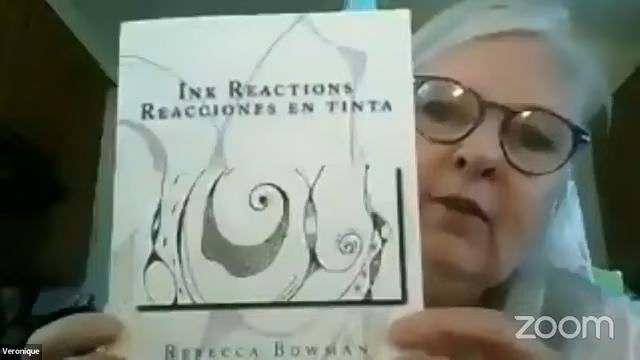 INK REACTIONS
REACCIONES EN TINTA
REBECCA BOWMAN
Veronique
zoom